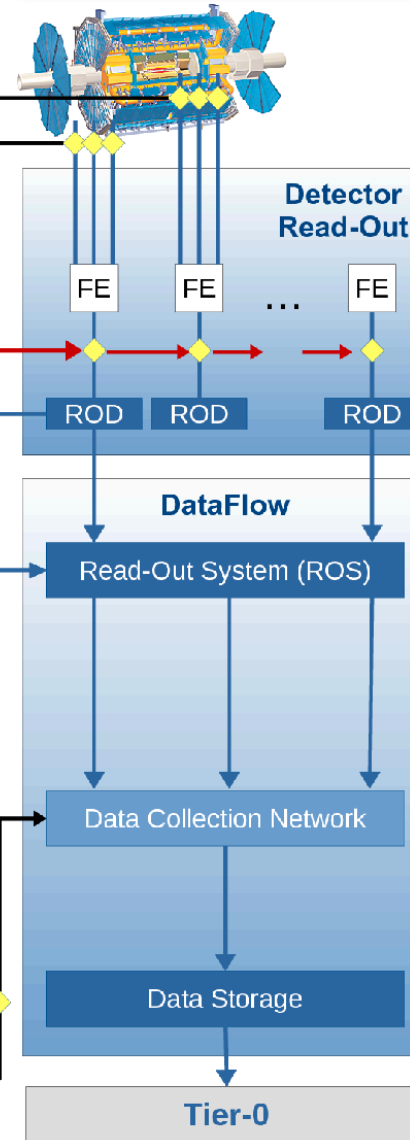 Detector
Read-Out
FE
FE
...
FE
ROD
ROD
ROD
DataFlow
Read-Out System (ROS)
Data Collection Network
Data Storage
Tier-0